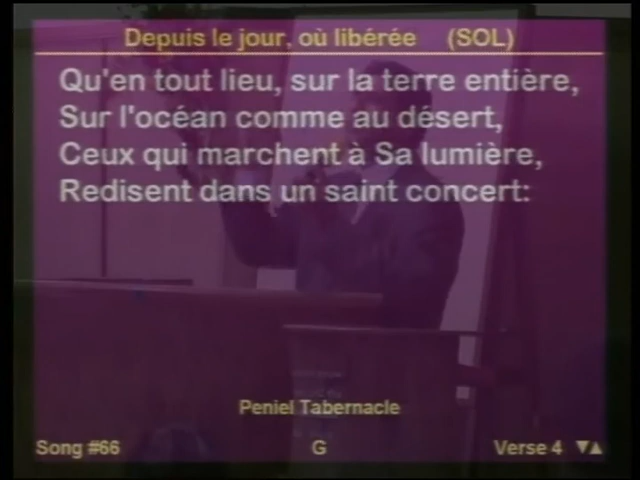 Depuis le jour, où libérée (SOL)
Qu'en tout lieu, sur la terre entière,
Sur l'océan comme au désert,
Ceux qui marchent à Sa lumière,
Redisent dans un saint concert:
Peniel Tabernacle
Song #66 G Verse 4 ▼▲